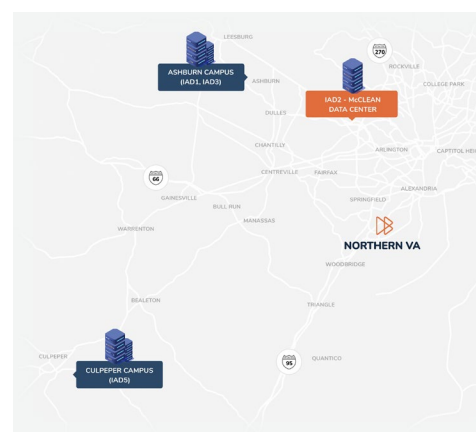 LEESBURG
270
ROCKVILLE
ASHBURN CAMPUS
(IAD1, IAD3)
ASHBURN
COLLEGE PARK
IAD2 - McCLEAN
DATA CENTER
DULLES
CHANTILLY
ARLINGTON
CAPITOL HEI
CENTREVILLE
FAIRFAX
66
ALEXANDRIA
GAINESVILLE
SPRINGFIELD
BULL RUN
MANASSAS
WARRENTON
NORTHERN VA
WOODBRIDGE
BEALETON
TRIANGLE
CULPEPER
QUANTICO
95
CULPEPER CAMPUS
(IAD5)